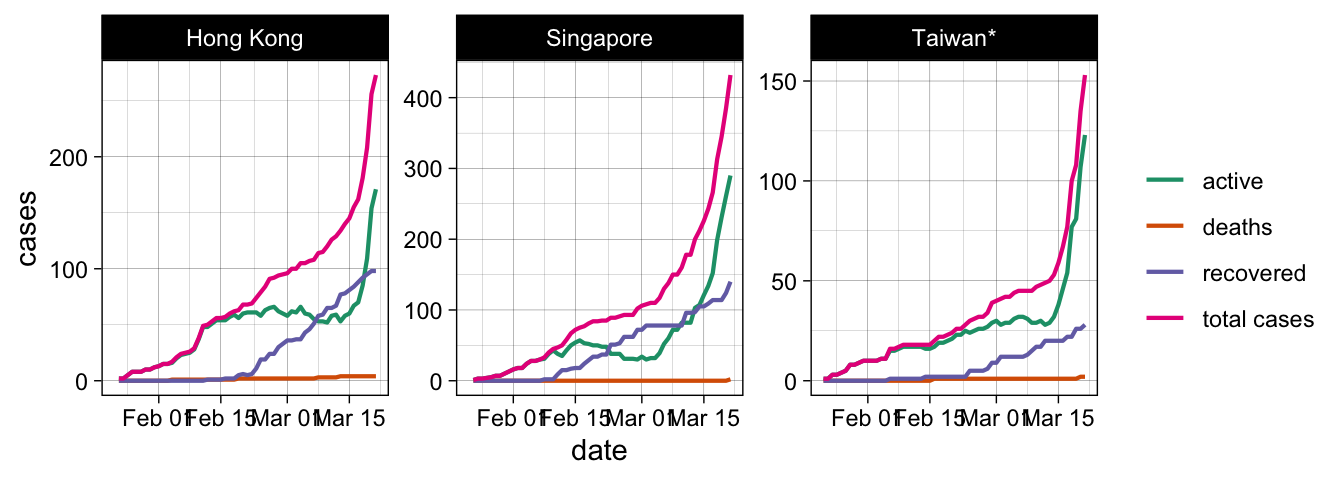 Hong Kong
Singapore
Taiwan*
cases
200
100
0
400
300
200
100
0
150
100
50
0
Feb 01
Feb 15
Mar 01
Mar 15
Feb 01
Feb 15
Mar 01
Mar 15
Feb 01
Feb 15
Mar 01
Mar 15
date
active
deaths
recovered
total cases